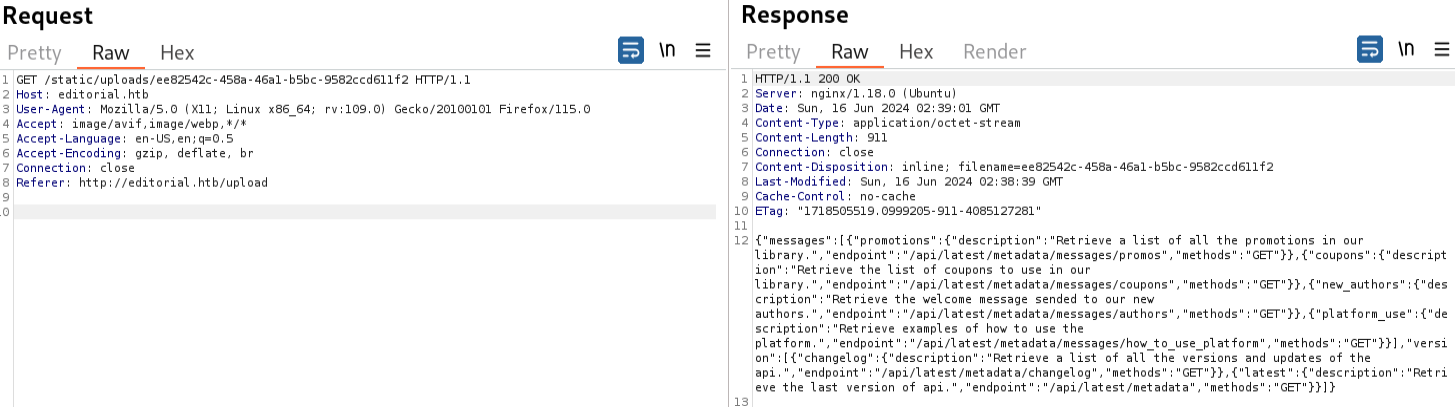 Request
Pretty Raw Hex
\n
1 GET /static/uploads/ee82542c-458a-46a1-b5bc-9582ccd611f2 HTTP/1.1
2 Host: editorial.htb
3 User-Agent: Mozilla/5.0 (X11; Linux x86_64; rv:109.0) Gecko/20100101 Firefox/115.0
4 Accept: image/avif,image/webp,*/*
5 Accept-Language: en-US,en;q=0.5
6 Accept-Encoding: gzip, deflate, br
7 Connection: close
8 Referer: http://editorial.htb/upload
9
0
Response
Pretty Raw Hex Render
\n
1 HTTP/1.1 200 OK
2 Server: nginx/1.18.0 (Ubuntu)
3 Date: Sun, 16 Jun 2024 02:39:01 GMT
4 Content-Type: application/octet-stream
5 Content-Length: 911
6 Connection: close
7 Content-Disposition: inline; filename=ee82542c-458a-46a1-b5bc-9582ccd611f2
8 Last-Modified: Sun, 16 Jun 2024 02:38:39 GMT
9 Cache-Control: no-cache
10 ETag: "1718505519.0999205-911-4085127281"
11
12 {"messages":[{"promotions":{"description":"Retrieve a list of all the promotions in our
library.","endpoint":"/api/latest/metadata/messages/promos","methods":"GET"}},{"coupons":{"descript
ion":"Retrieve the list of coupons to use in our
library.","endpoint":"/api/latest/metadata/messages/coupons","methods":"GET"}},{"new_authors":{"des
cription":"Retrieve the welcome message sended to our new
authors.","endpoint":"/api/latest/metadata/messages/authors","methods":"GET"}},{"platform_use":{"de
scription":"Retrieve examples of how to use the
platform.","endpoint":"/api/latest/metadata/messages/how_to_use_platform","methods":"GET"}}],"versi
on":[{"changelog":{"description":"Retrieve a list of all the versions and updates of the
api.","endpoint":"/api/latest/metadata/changelog","methods":"GET"}},{"latest":{"description":"Retri
eve the last version of api.","endpoint":"/api/latest/metadata","methods":"GET"}}]}
13